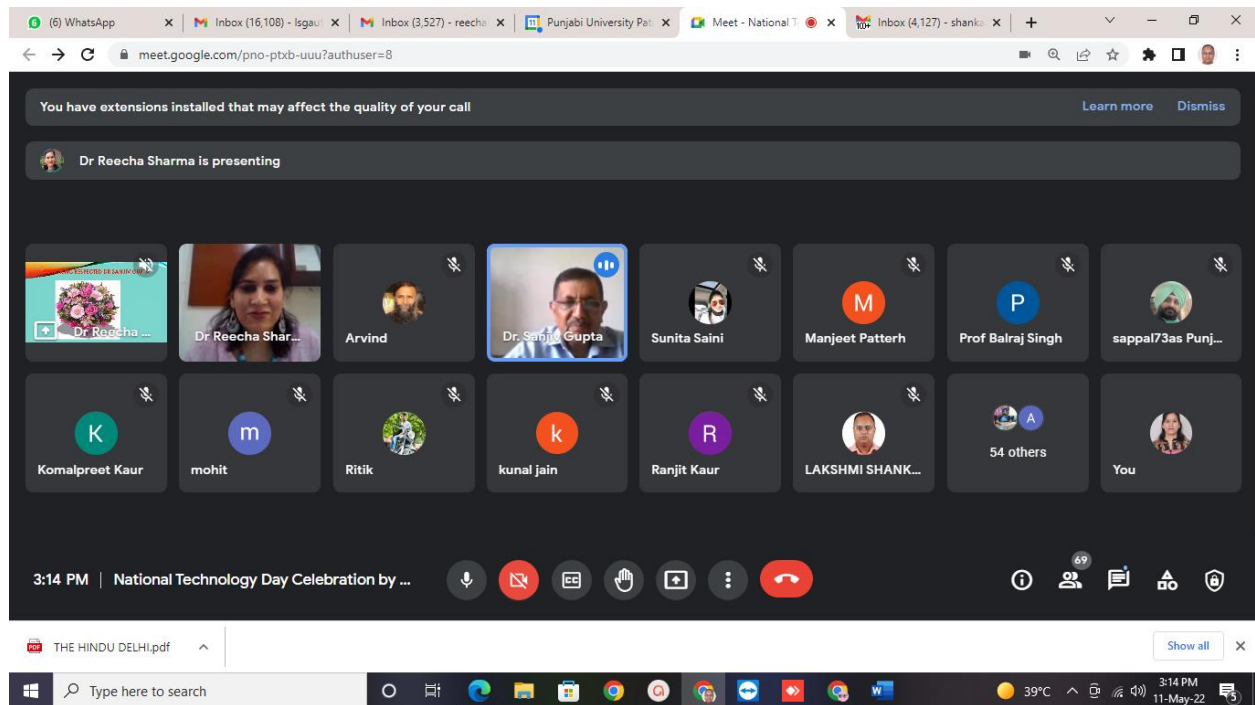 (6) WhatsApp
Inbox (16,108) - lsgaut
Inbox (3,527) - reecha
Punjabi University Pati
Meet - National T
Inbox (4,127) - shanka
meet.google.com/pno-ptxb-uuu?authuser=8
You have extensions installed that may affect the quality of your call
Learn more
Dismiss
Dr Reecha Sharma is presenting
Dr Reecha ...
Dr Reecha Shar...
Arvind
Dr. Sanjiv Gupta
Sunita Saini
M
Manjeet Patterh
P
Prof Balraj Singh
sappal73as Punj...
K
Komalpreet Kaur
m
mohit
Ritik
k
kunal jain
R
Ranjit Kaur
LAKSHMI SHANK...
A
54 others
You
3:14 PM | National Technology Day Celebration by ...
CC
69
PDF
THE HINDU DELHI.pdf
Show all
Type here to search
39°C
3:14 PM
11-May-22
5